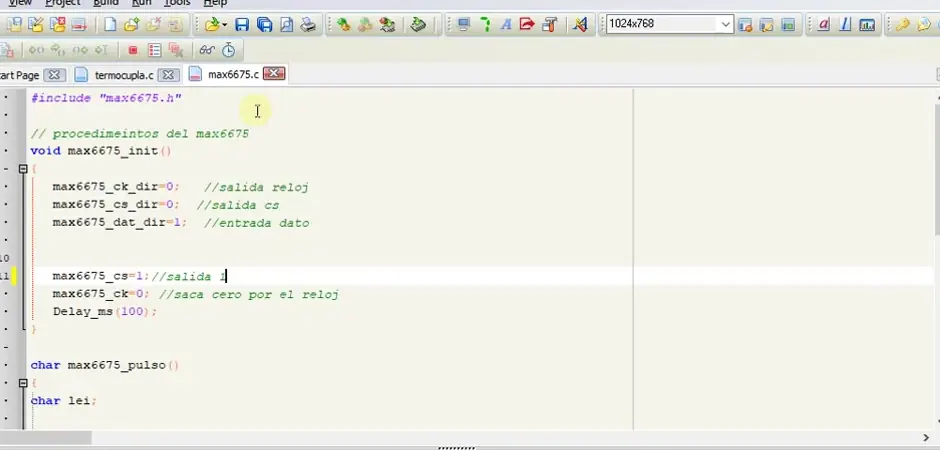 View Project Build Run Tools Help
1024x768
art Page termocupla.c max6675.c
#include "max6675.h"
// procedimeintos del max6675
void max6675_init()
{
max6675_ck_dir=0; //salida reloj
max6675_cs_dir=0; //salida cs
max6675_dat_dir=1; //entrada dato
10
11 max6675_cs=1;//salida 1
max6675_ck=0; //saca cero por el reloj
Delay_ms(100);
}
char max6675_pulso()
{
char lei;